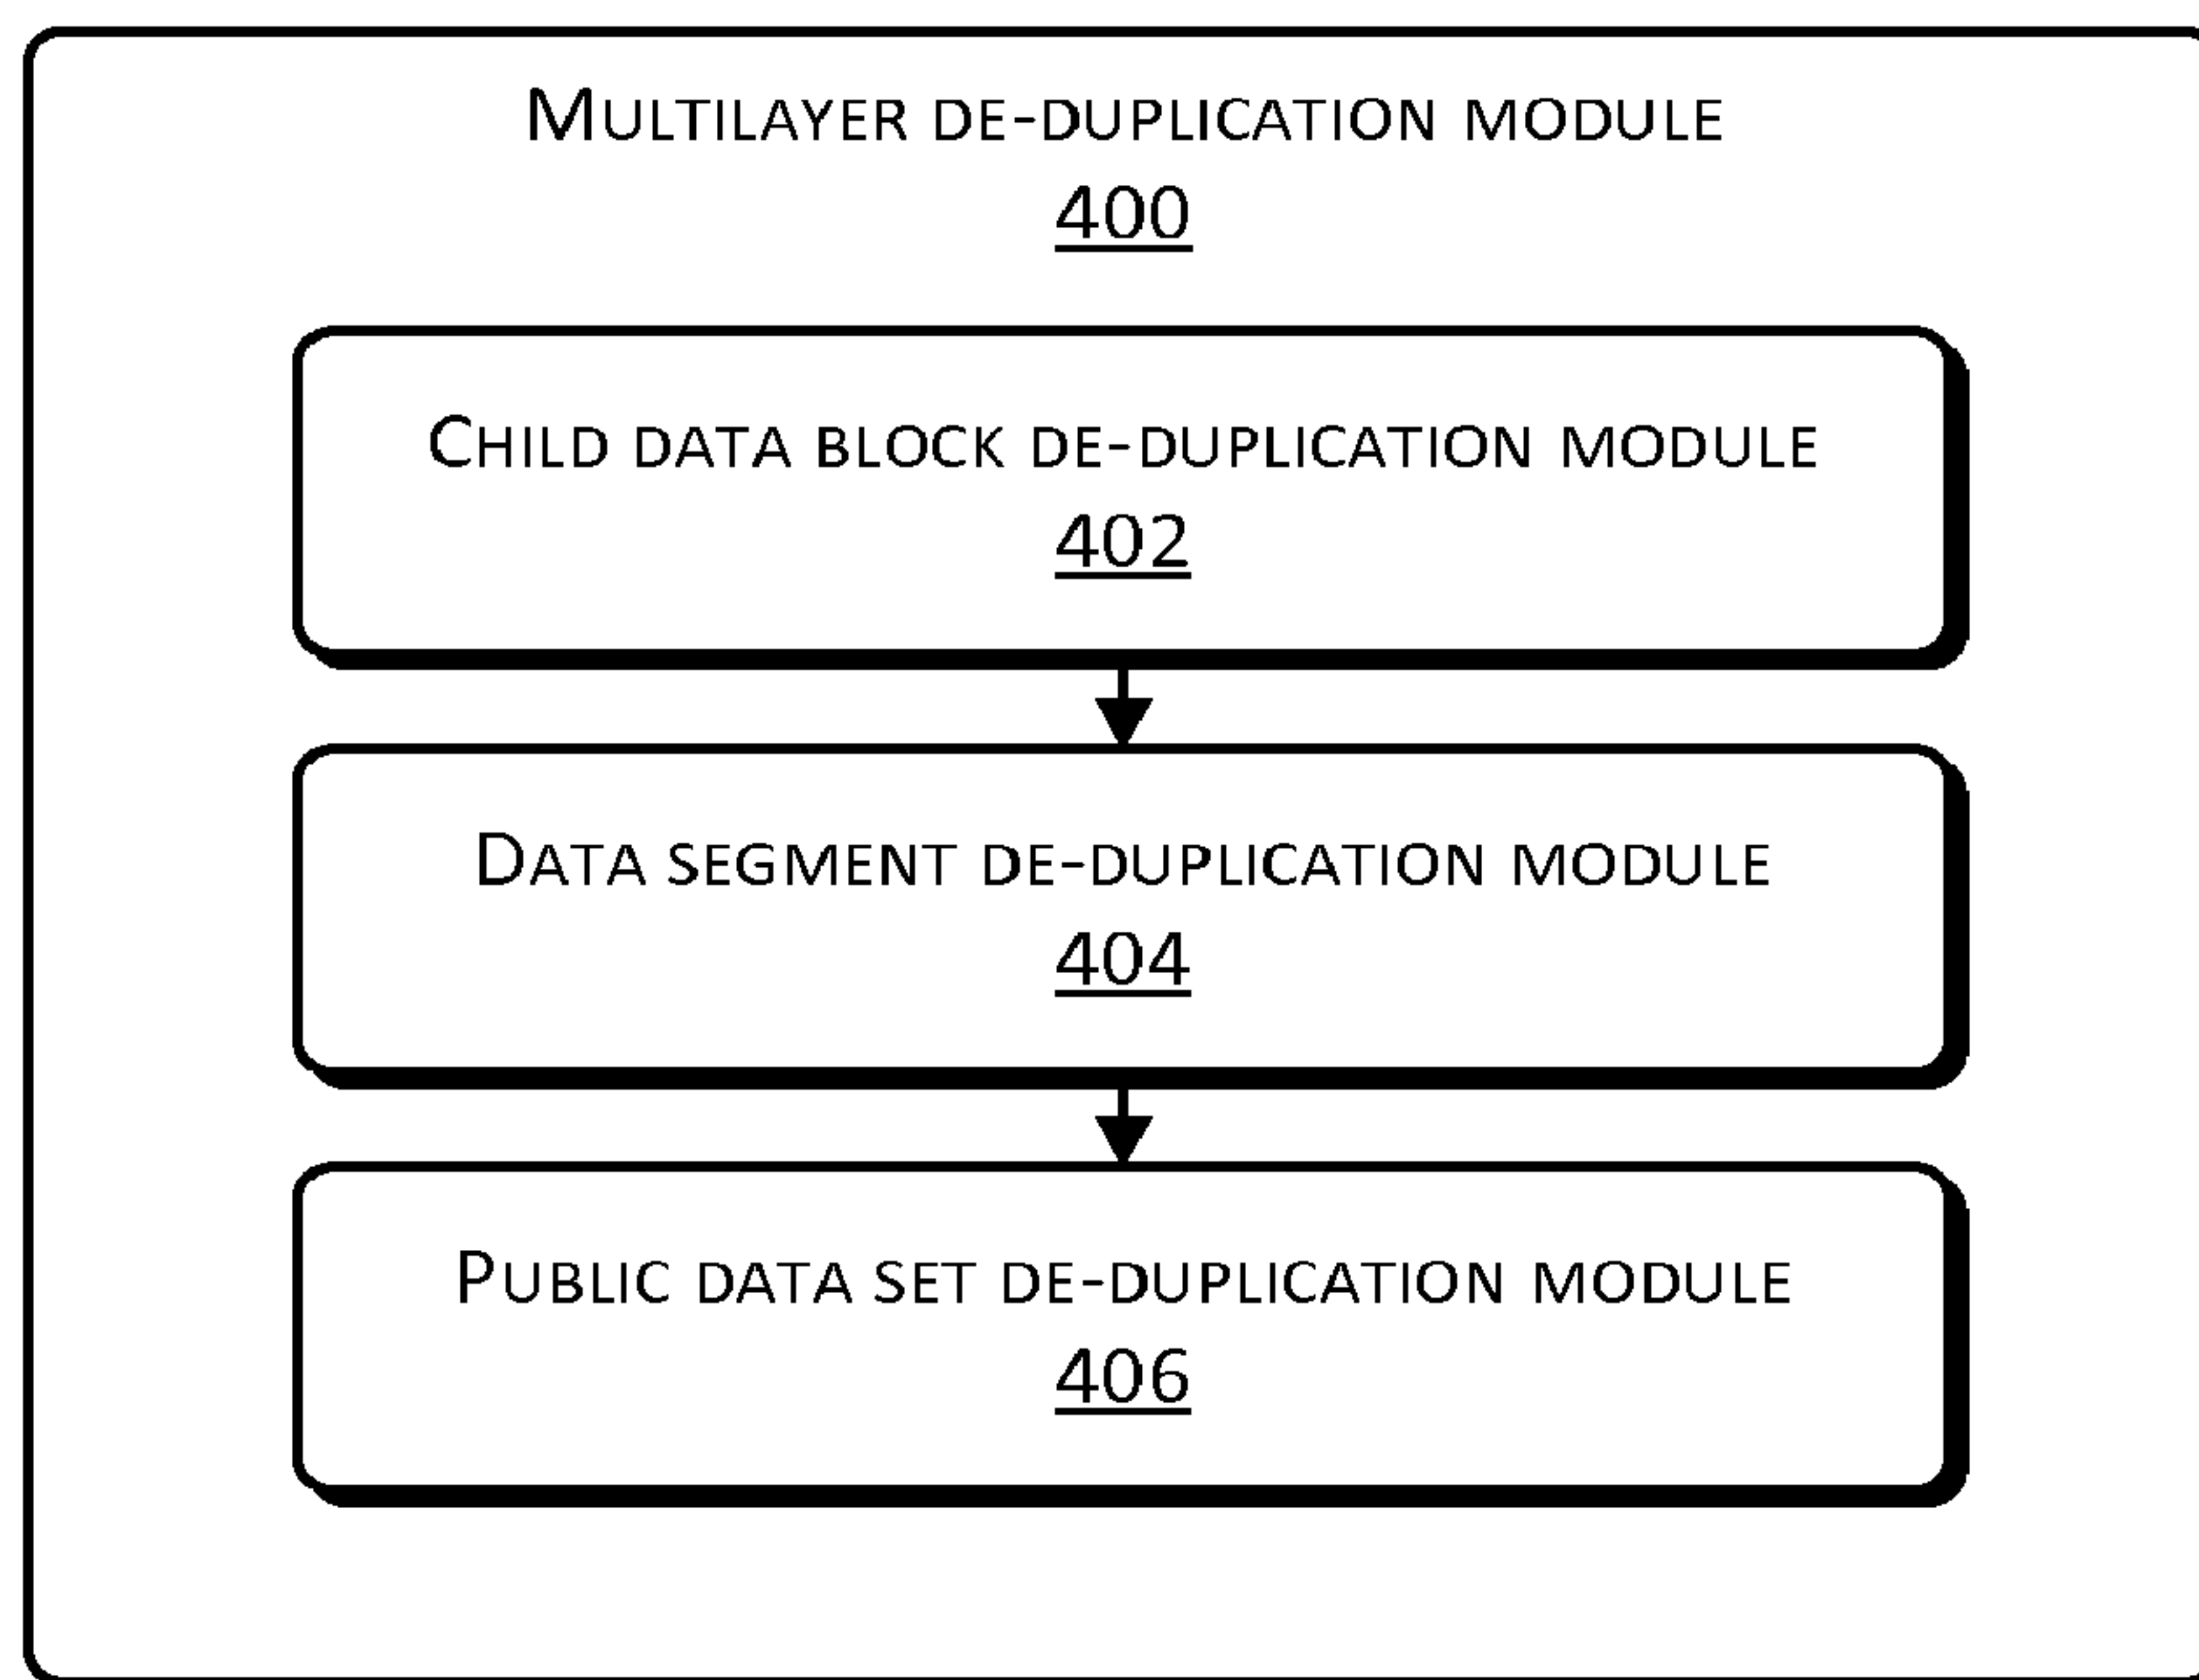 Multilayer de-duplication module
400
Child data block de-duplication module
402
Data segment de-duplication module
404
Public data set de-duplication module
406